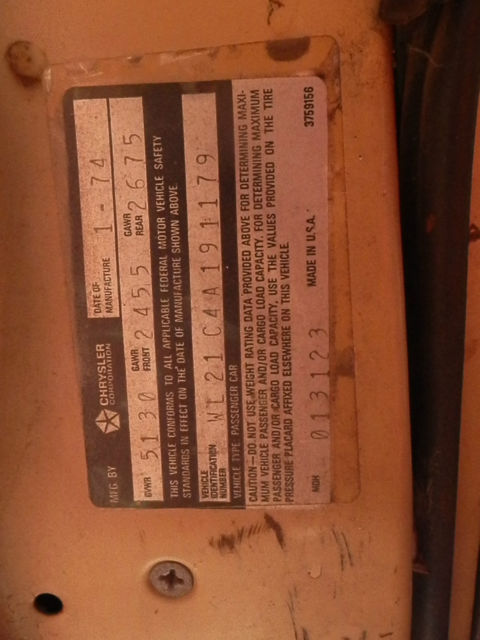 MFG. BY CHRYSLER CORPORATION DATE OF MANUFACTURE 1-74
GVWR 5130 GAWR FRONT 2455 GAWR REAR 2675
THIS VEHICLE CONFORMS TO ALL APPLICABLE FEDERAL MOTOR VEHICLE SAFETY
STANDARDS IN EFFECT ON THE DATE OF MANUFACTURE SHOWN ABOVE.
VEHICLE IDENTIFICATION NUMBER WL21C4A191179
VEHICLE TYPE PASSENGER CAR
CAUTION—DO NOT USE WEIGHT RATING DATA PROVIDED ABOVE FOR DETERMINING MAXI-
MUM VEHICLE PASSENGER AND/OR CARGO LOAD CAPACITY. FOR DETERMINING MAXIMUM
PASSENGER AND/OR CARGO LOAD CAPACITY, USE THE VALUES PROVIDED ON THE TIRE
PRESSURE PLACARD AFFIXED ELSEWHERE ON THIS VEHICLE.
MDH 013123 MADE IN U.S.A. 3759156